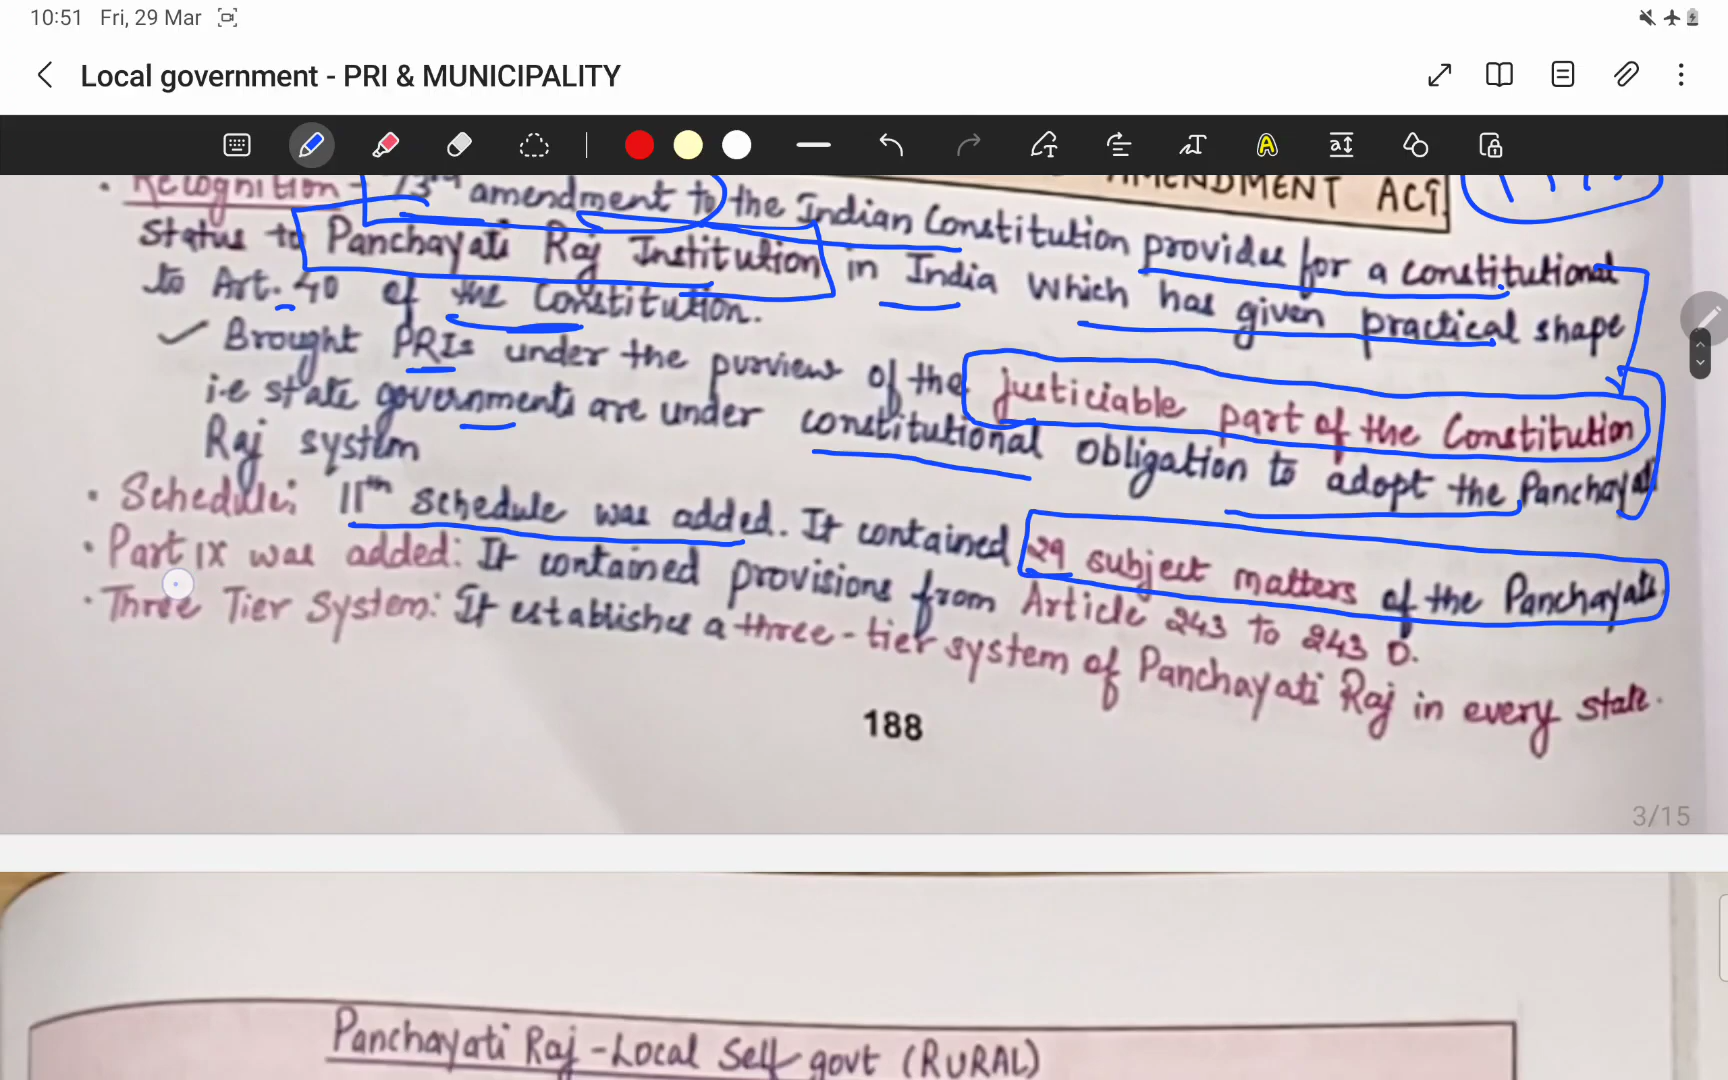 10:51 Fri, 29 Mar
Local government - PRI & MUNICIPALITY
AMENDMENT ACT
• Recognition - 73rd amendment to the Indian Constitution provides for a constitutional
Status to Panchayati Raj Institution in India which has given practical shape
to Art. 40 of the Constitution.
Brought PRIs under the purview of the justiciable part of the Constitution
i.e state governments are under constitutional obligation to adopt the Panchayati
Raj system
• Schedule: 11th schedule was added. It contained 29 subject matters of the Panchayats.
• Part IX was added: It contained provisions from Article 243 to 243 O.
• Three Tier System: It establishes a three-tier system of Panchayati Raj in every state.
188
3/15
Panchayati Raj - Local Self govt (RURAL)